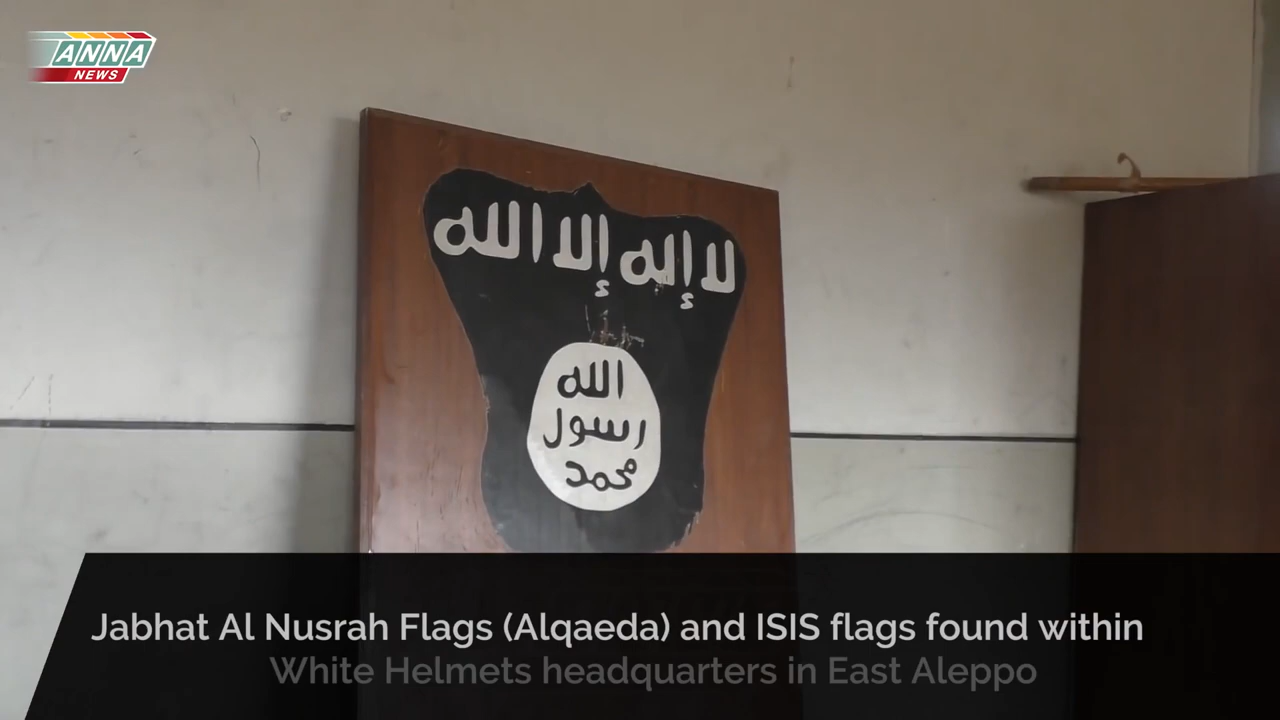 ANNA
NEWS
لا إله إلا الله
الله
رسول
محمد
Jabhat Al Nusrah Flags (Alqaeda) and ISIS flags found within
White Helmets headquarters in East Aleppo